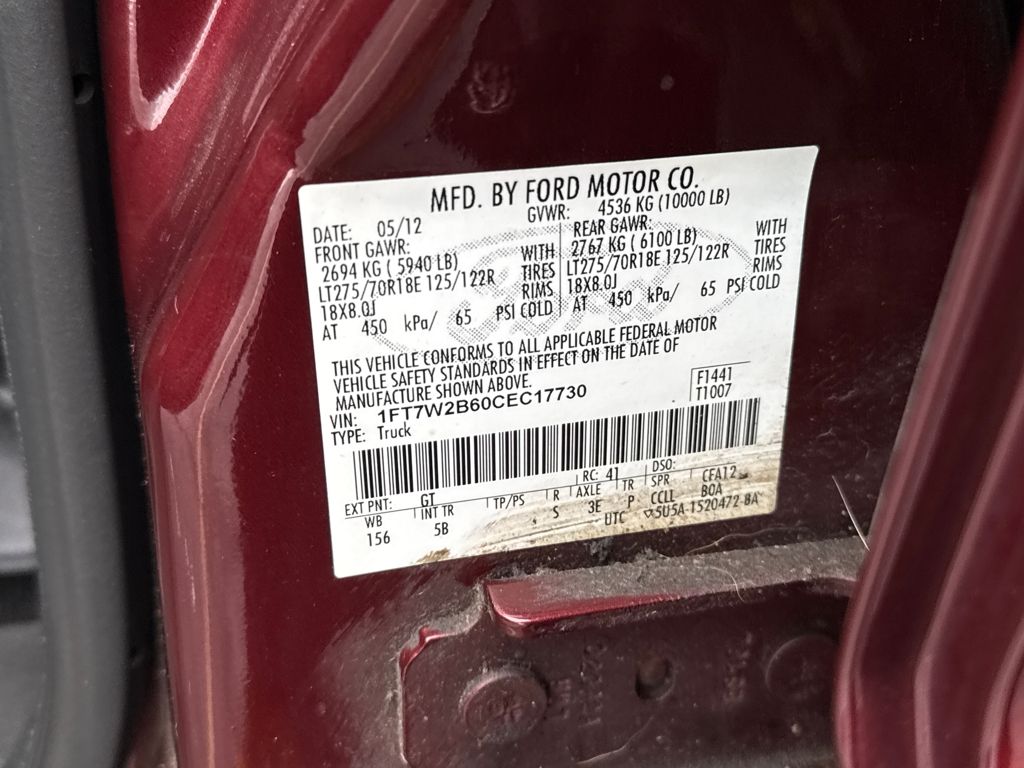 MFD. BY FORD MOTOR CO.
DATE: 05/12 GVWR: 4536 KG (10000 LB)
FRONT GAWR: REAR GAWR:
2694 KG ( 5940 LB) WITH 2767 KG ( 6100 LB) WITH
LT275/70R18E 125/122R TIRES LT275/70R18E 125/122R TIRES
18X8.0J RIMS 18X8.0J RIMS
AT 450 kPa/ 65 PSI COLD AT 450 kPa/ 65 PSI COLD
THIS VEHICLE CONFORMS TO ALL APPLICABLE FEDERAL MOTOR
VEHICLE SAFETY STANDARDS IN EFFECT ON THE DATE OF
MANUFACTURE SHOWN ABOVE.
VIN: 1FT7W2B60CEC17730 F1441
TYPE: Truck T1007
EXT PNT: GT RC: 41 DSO:
WB INT TR TP/PS R AXLE TR SPR CFA12
156 5B S 3E P CCLL BOA
UTC 5U5A-1520472-BA